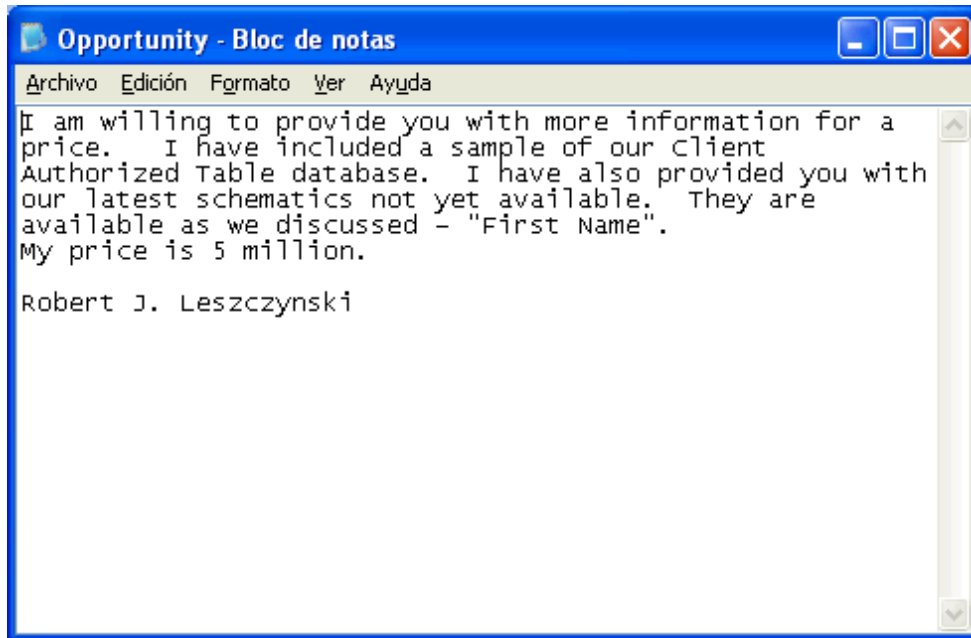 Opportunity - Bloc de notas
Archivo Edición Formato Ver Ayuda
I am willing to provide you with more information for a
price.   I have included a sample of our Client
Authorized Table database.  I have also provided you with
our latest schematics not yet available.  They are
available as we discussed – "First Name".
My price is 5 million.
Robert J. Leszczynski